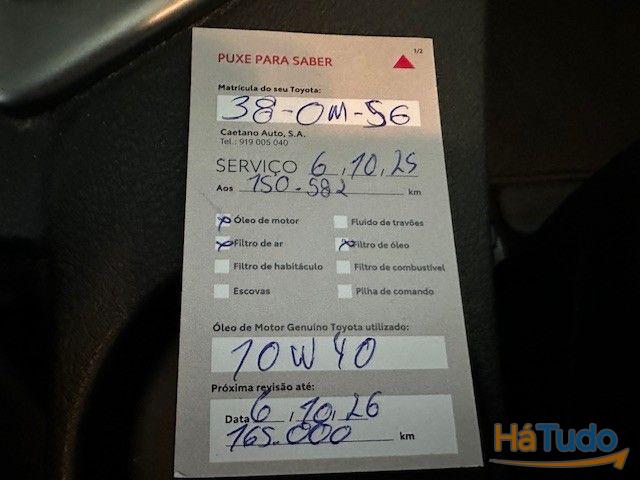 PUXE PARA SABER
1/2
Matrícula do seu Toyota:
38-OM-56
Caetano Auto, S.A.
Tel.: 919 005 040
SERVIÇO 6,10,25
Aos 150.582 km
Óleo de motor Fluido de travões
Filtro de ar Filtro de óleo
Filtro de habitáculo Filtro de combustível
Escovas Pilha de comando
Óleo de Motor Genuíno Toyota utilizado:
10W40
Próxima revisão até:
Data 6,10,26
165.000 km
HáTudo